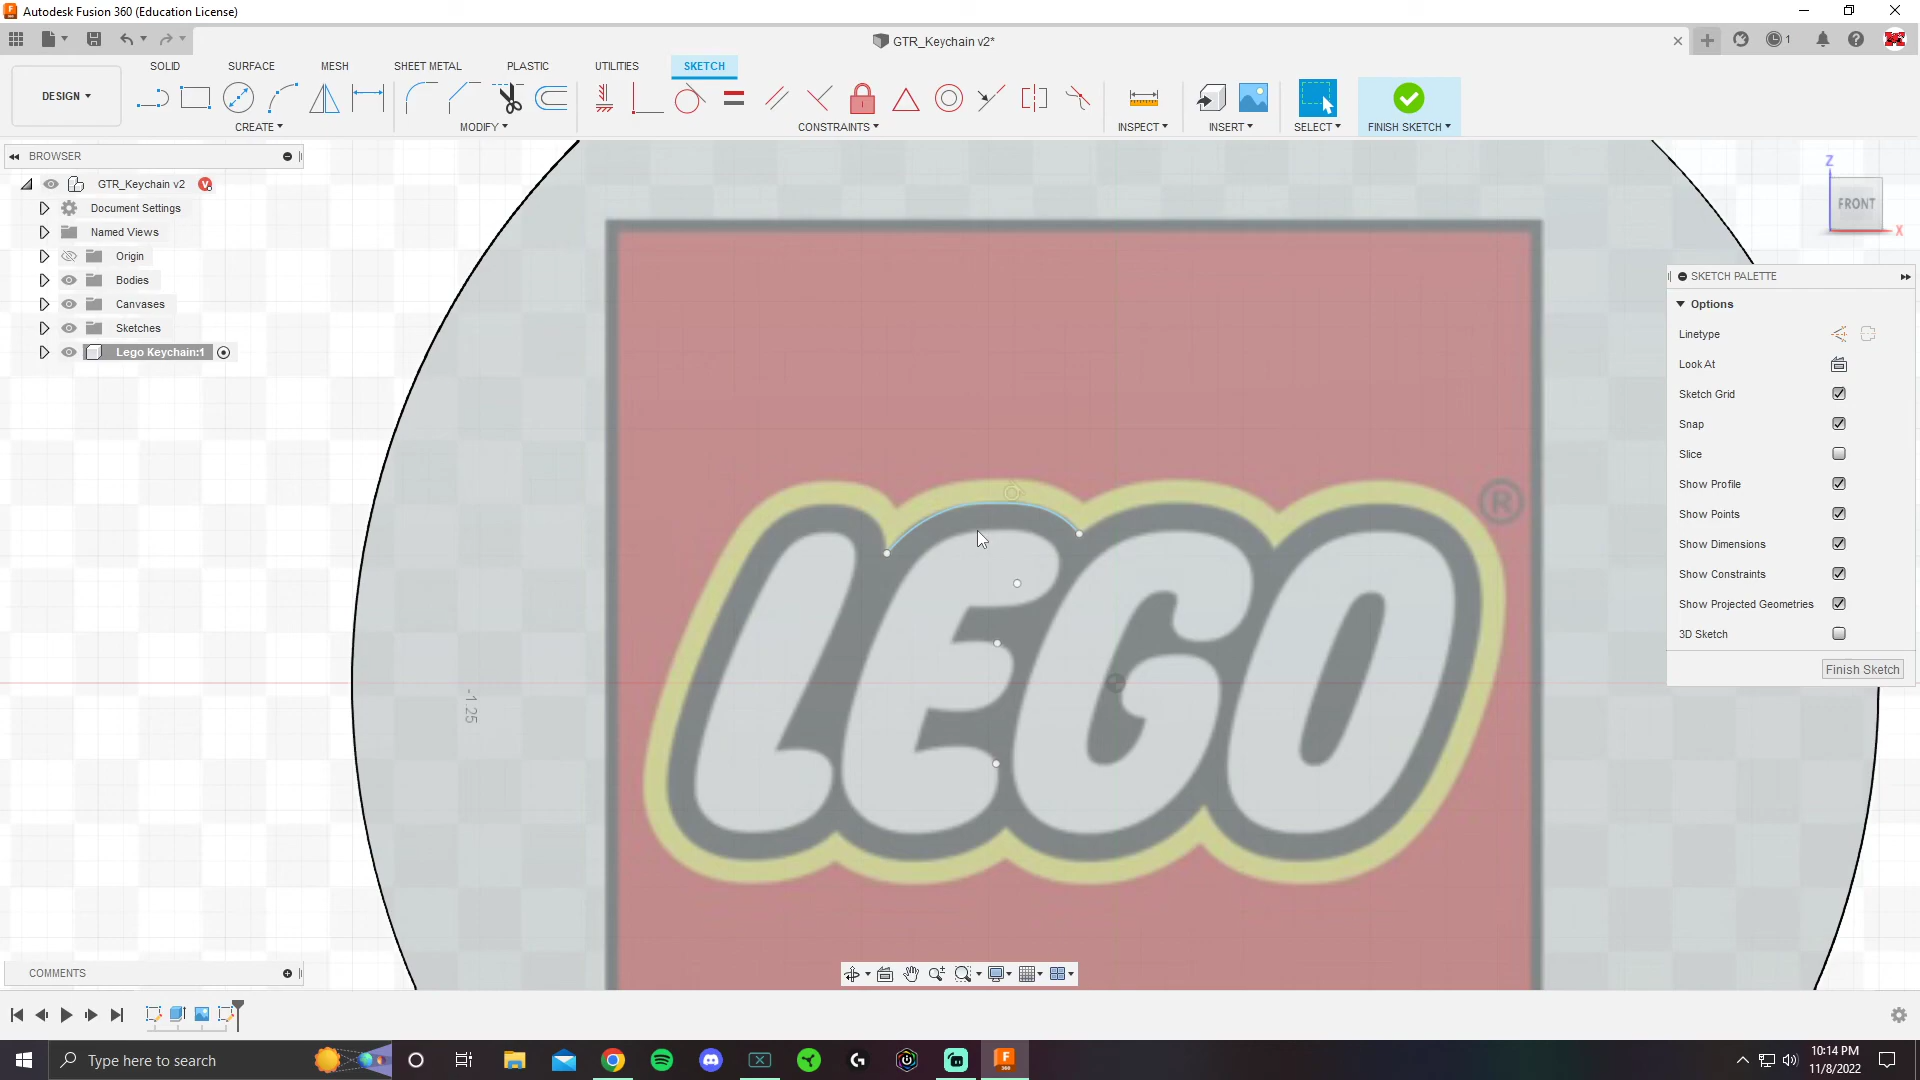 Autodesk Fusion 360 (Education License)
GTR_Keychain v2*
1
SOLID
SURFACE
MESH
SHEET METAL
PLASTIC
UTILITIES
SKETCH
DESIGN
CREATE
MODIFY
CONSTRAINTS
INSPECT
INSERT
SELECT
FINISH SKETCH
BROWSER
GTR_Keychain v2
Document Settings
Named Views
Origin
Bodies
Canvases
Sketches
Lego Keychain:1
Z
FRONT
X
SKETCH PALETTE
Options
Linetype
Look At
Sketch Grid
Snap
Slice
Show Profile
Show Points
Show Dimensions
Show Constraints
Show Projected Geometries
3D Sketch
Finish Sketch
-1.25
LEGO
®
COMMENTS
Type here to search
10:14 PM
11/8/2022